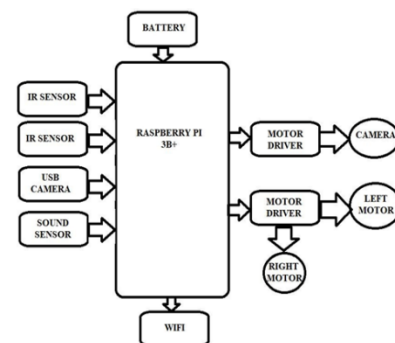 BATTERY
IR SENSOR
IR SENSOR
USB
CAMERA
SOUND
SENSOR
RASPBERRY PI
3B+
MOTOR
DRIVER
CAMERA
MOTOR
DRIVER
LEFT
MOTOR
RIGHT
MOTOR
WIFI